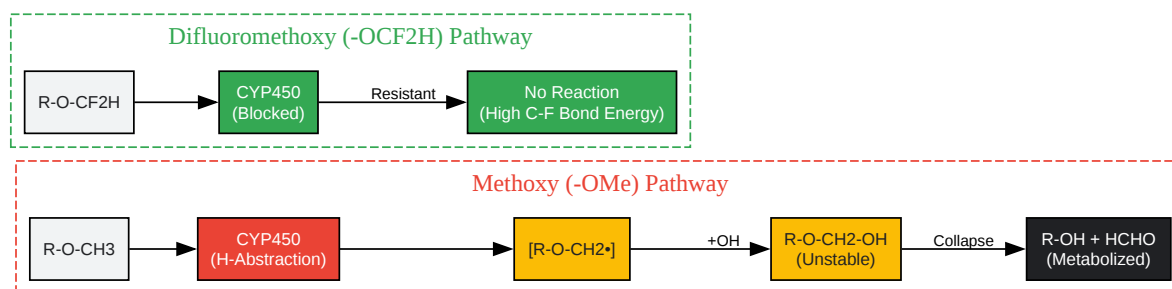 Difluoromethoxy (-OCF2H) Pathway
R-O-CF2H
CYP450
(Blocked)
Resistant
No Reaction
(High C-F Bond Energy)
Methoxy (-OMe) Pathway
R-O-CH3
CYP450
(H-Abstraction)
[R-O-CH2•]
+OH
R-O-CH2-OH
(Unstable)
Collapse
R-OH + HCHO
(Metabolized)